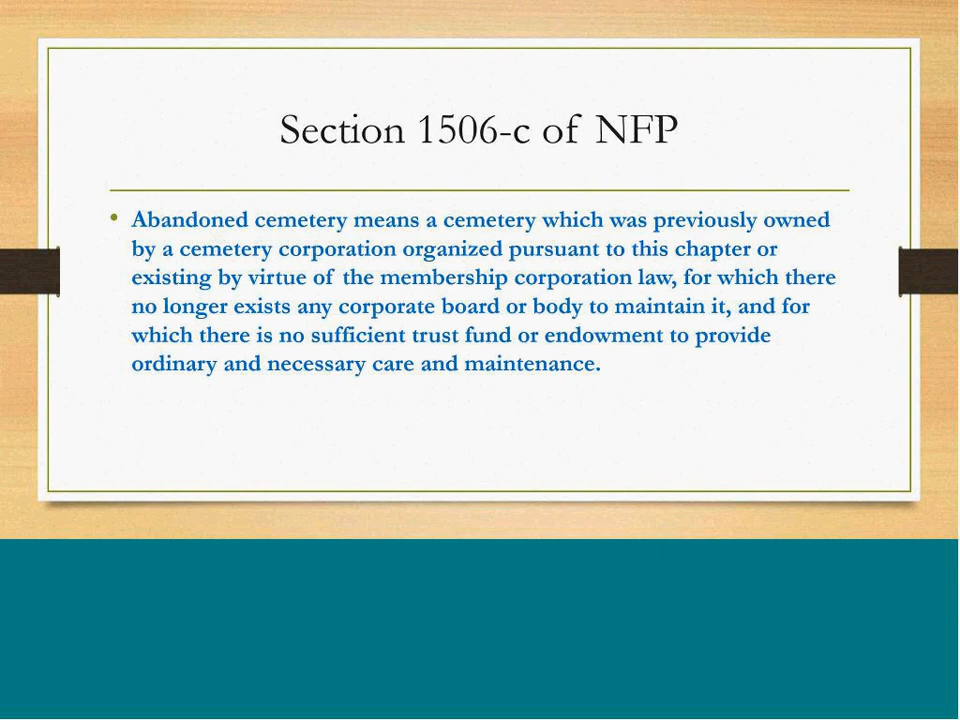 Section 1506-c of NFP
• Abandoned cemetery means a cemetery which was previously owned
by a cemetery corporation organized pursuant to this chapter or
existing by virtue of the membership corporation law, for which there
no longer exists any corporate board or body to maintain it, and for
which there is no sufficient trust fund or endowment to provide
ordinary and necessary care and maintenance.